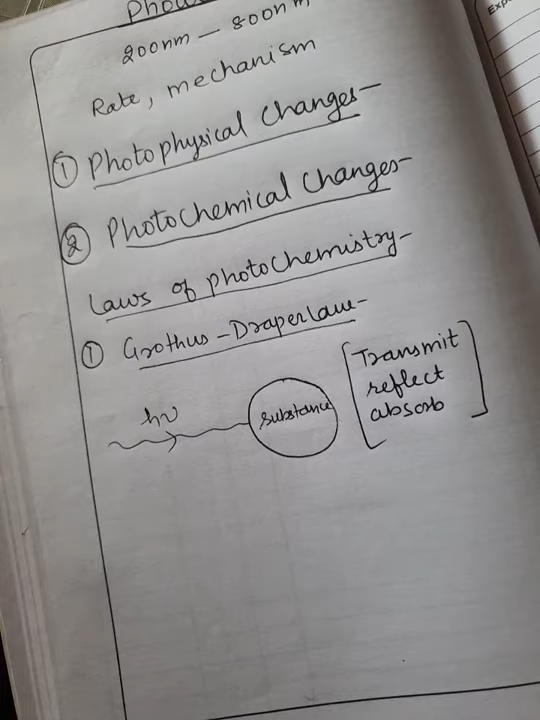 200nm – 800nm
Rate, mechanism
① Photophysical Changes–
② Photochemical Changes–
Laws of photochemistry–
① Grothus – Draper law–
hν
substance
Transmit
reflect
absorb